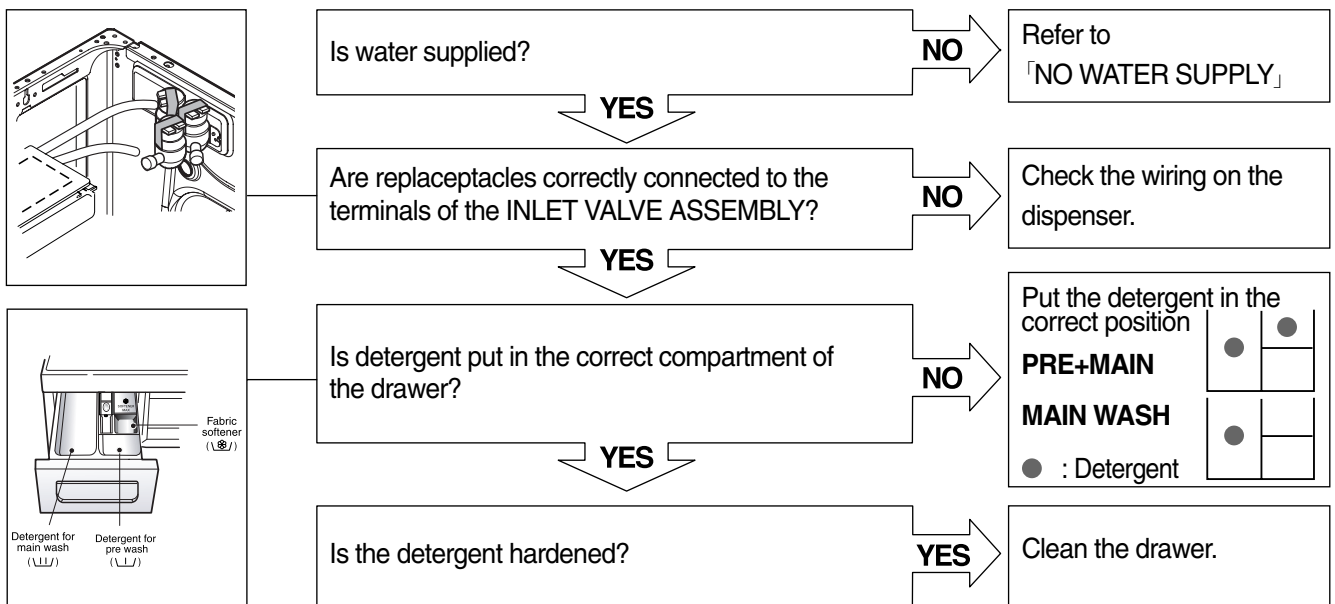 Is water supplied?
NO
Refer to
「NO WATER SUPPLY」
YES
Are replaceptacles correctly connected to the
terminals of the INLET VALVE ASSEMBLY?
NO
Check the wiring on the
dispenser.
YES
Is detergent put in the correct compartment of
the drawer?
NO
Put the detergent in the
correct position
PRE+MAIN
MAIN WASH
● : Detergent
SOFTENER
MAX
Fabric
softener
Detergent for
main wash
Detergent for
pre wash
YES
Is the detergent hardened?
YES
Clean the drawer.